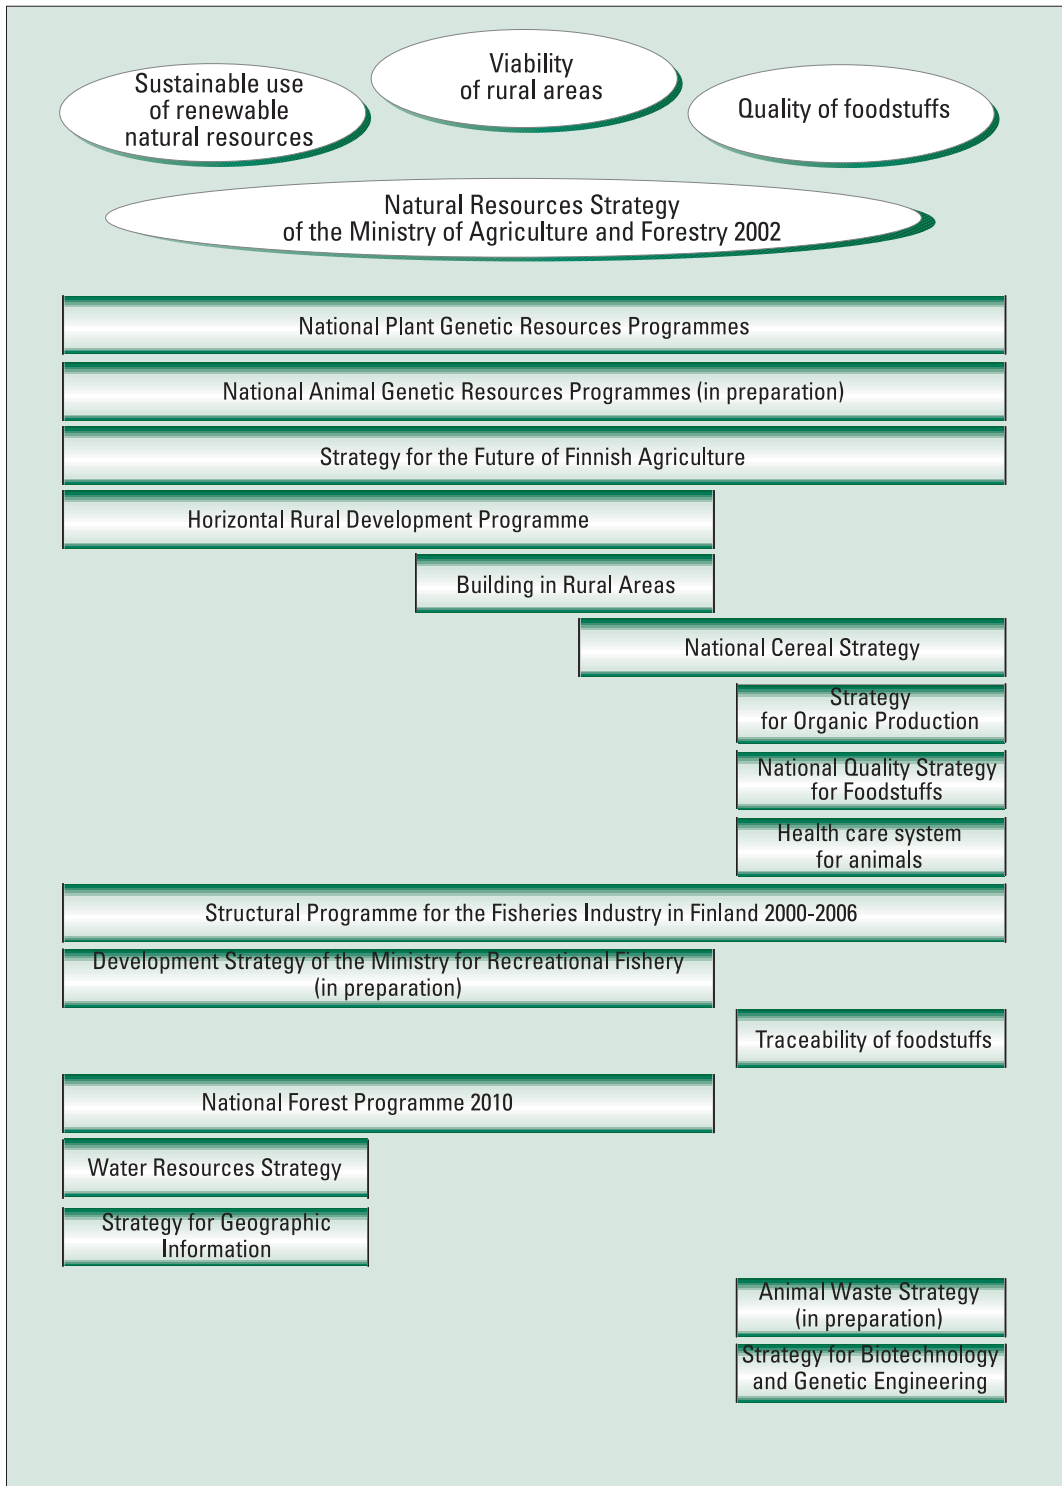 Sustainable use
of renewable
natural resources
Viability
of rural areas
Quality of foodstuffs
Natural Resources Strategy
of the Ministry of Agriculture and Forestry 2002
National Plant Genetic Resources Programmes
National Animal Genetic Resources Programmes (in preparation)
Strategy for the Future of Finnish Agriculture
Horizontal Rural Development Programme
Building in Rural Areas
National Cereal Strategy
Strategy
for Organic Production
National Quality Strategy
for Foodstuffs
Health care system
for animals
Structural Programme for the Fisheries Industry in Finland 2000-2006
Development Strategy of the Ministry for Recreational Fishery
(in preparation)
Traceability of foodstuffs
National Forest Programme 2010
Water Resources Strategy
Strategy for Geographic
Information
Animal Waste Strategy
(in preparation)
Strategy for Biotechnology
and Genetic Engineering